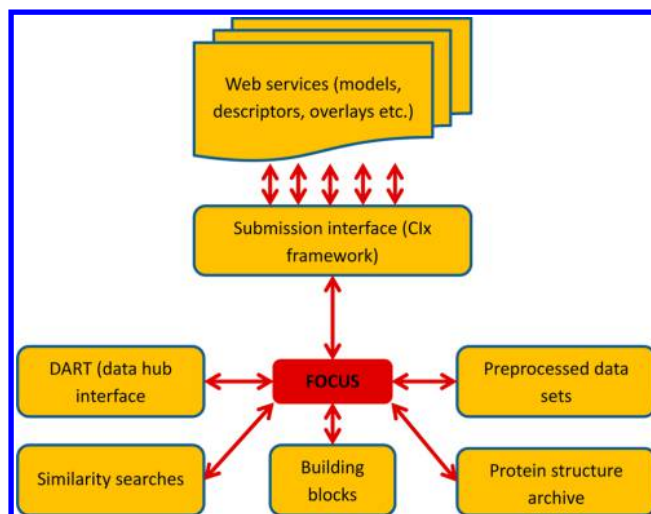 Web services (models,
descriptors, overlays etc.)
Submission interface (CIx
framework)
DART (data hub
interface
FOCUS
Preprocessed data
sets
Similarity searches
Building
blocks
Protein structure
archive